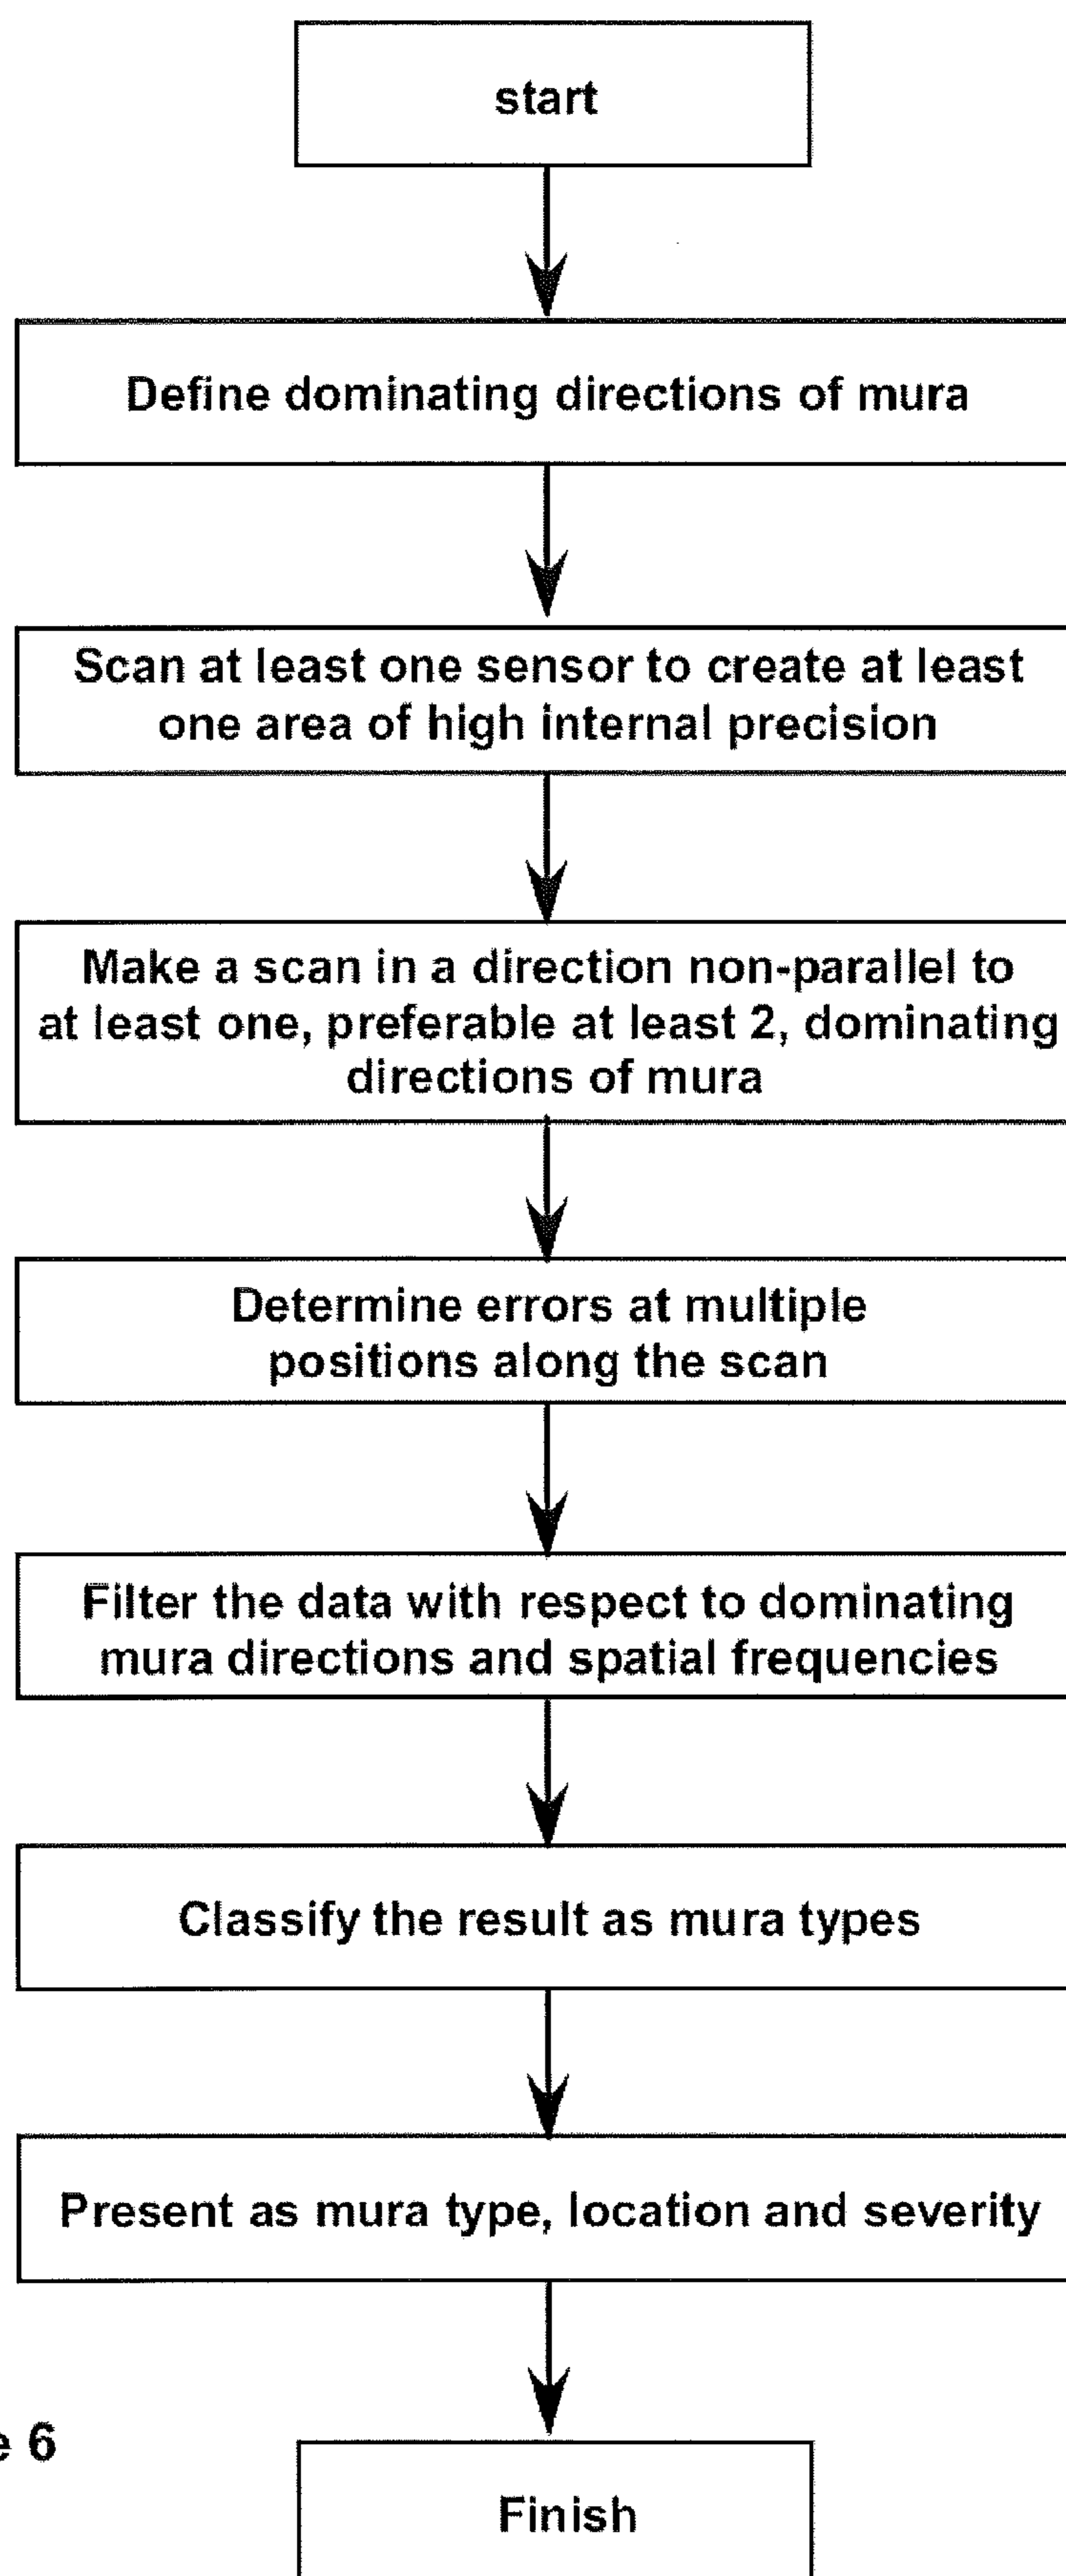 start
Define dominating directions of mura
Scan at least one sensor to create at least
one area of high internal precision
Make a scan in a direction non-parallel to
at least one, preferable at least 2, dominating
directions of mura
Determine errors at multiple
positions along the scan
Filter the data with respect to dominating
mura directions and spatial frequencies
Classify the result as mura types
Present as mura type, location and severity
e 6
Finish